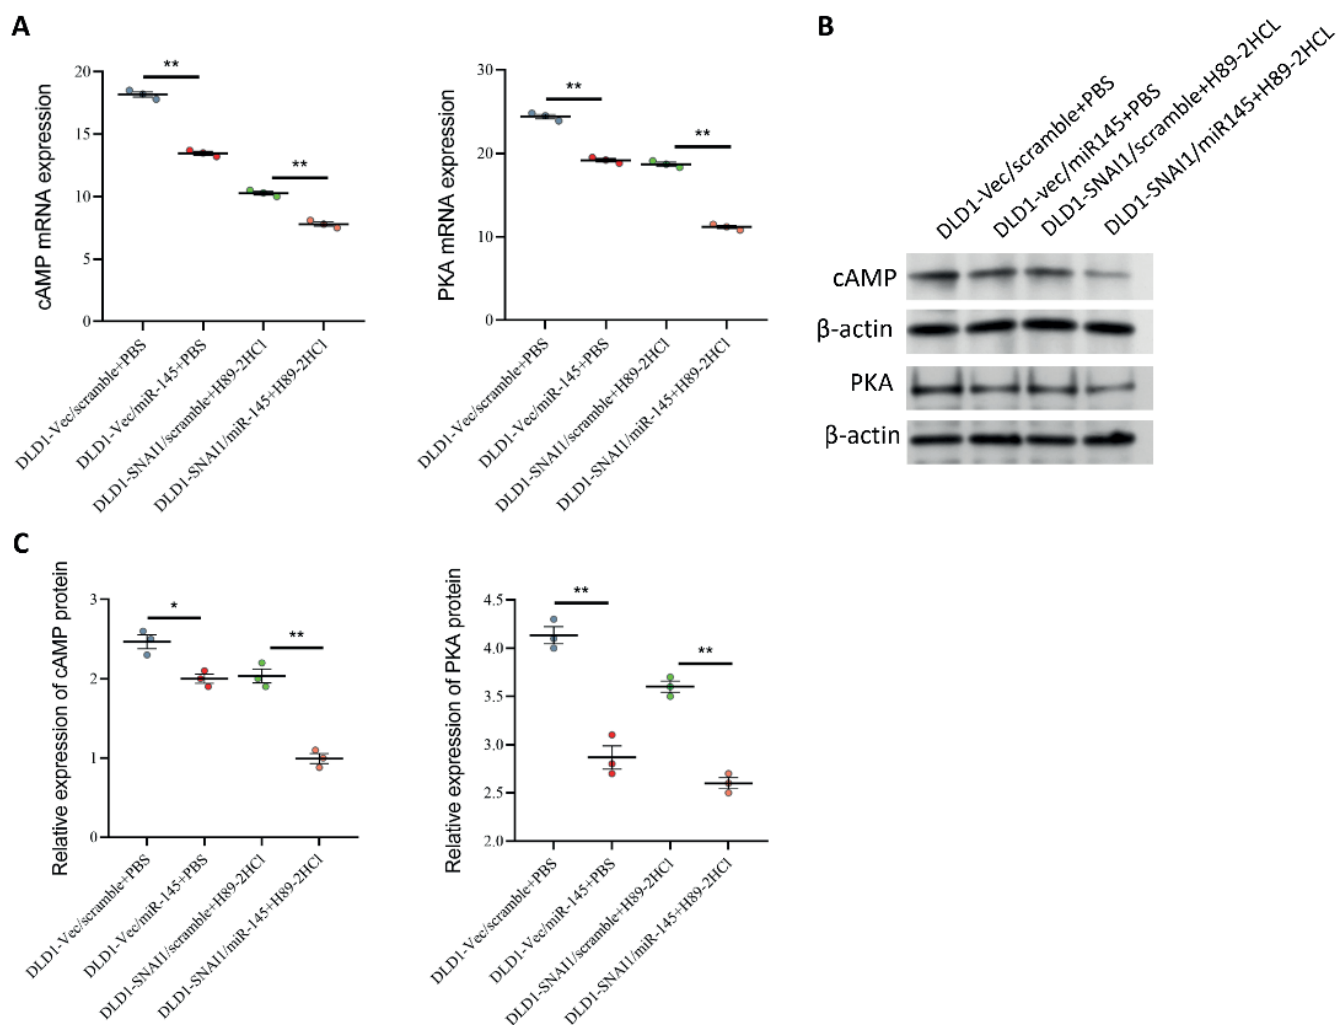 A
cAMP mRNA expression
20
15
10
5
0
**
**
DLD1-Vec/scramble+PBS
DLD1-Vec/miR-145+PBS
DLD1-SNAI1/scramble+H89-2HCl
DLD1-SNAI1/miR-145+H89-2HCl
PKA mRNA expression
30
20
10
0
**
**
DLD1-Vec/scramble+PBS
DLD1-Vec/miR-145+PBS
DLD1-SNAI1/scramble+H89-2HCl
DLD1-SNAI1/miR-145+H89-2HCl
B
DLD1-Vec/scramble+PBS
DLD1-vec/miR145+PBS
DLD1-SNAI1/scramble+H89-2HCL
DLD1-SNAI1/miR145+H89-2HCL
cAMP
β-actin
PKA
β-actin
C
Relative expression of cAMP protein
3
2
1
0
*
**
DLD1-Vec/scramble+PBS
DLD1-Vec/miR-145+PBS
DLD1-SNAI1/scramble+H89-2HCl
DLD1-SNAI1/miR-145+H89-2HCl
Relative expression of PKA protein
4.5
4.0
3.5
3.0
2.5
2.0
**
**
DLD1-Vec/scramble+PBS
DLD1-Vec/miR-145+PBS
DLD1-SNAI1/scramble+H89-2HCl
DLD1-SNAI1/miR-145+H89-2HCl